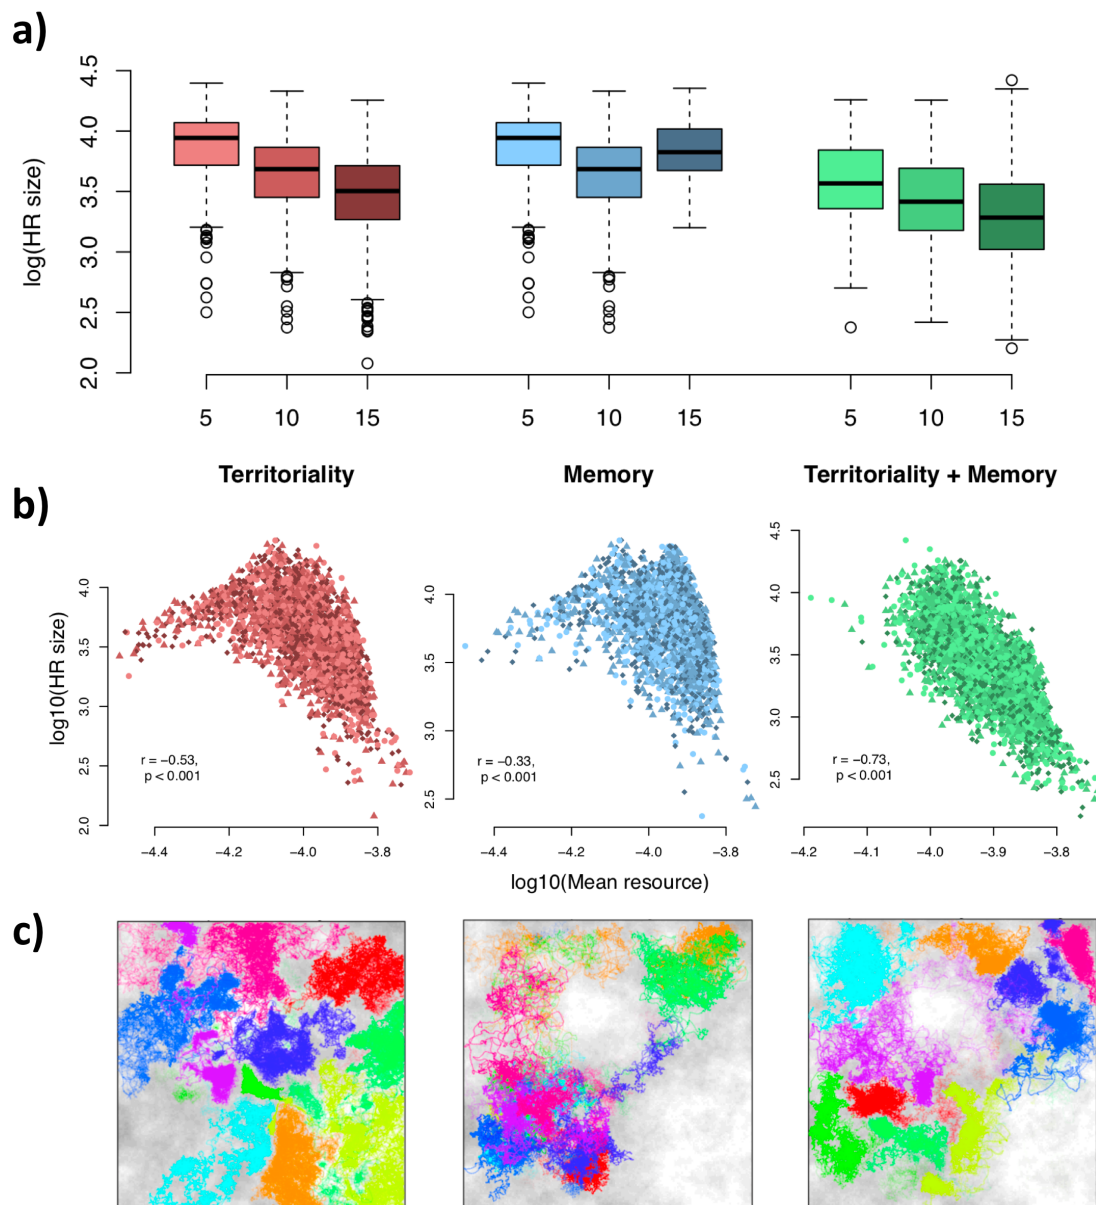 a)
log(HR size)
4.5
4.0
3.5
3.0
2.5
2.0
5 10 15 5 10 15 5 10 15
Territoriality Memory Territoriality + Memory
b)
log10(HR size)
4.0
3.5
3.0
2.5
2.0
r = −0.53,
p < 0.001
−4.4 −4.2 −4.0 −3.8
4.0
3.5
3.0
2.5
r = −0.33,
p < 0.001
−4.4 −4.2 −4.0 −3.8
4.5
4.0
3.5
3.0
2.5
r = −0.73,
p < 0.001
−4.2 −4.1 −4.0 −3.9 −3.8
log10(Mean resource)
c)